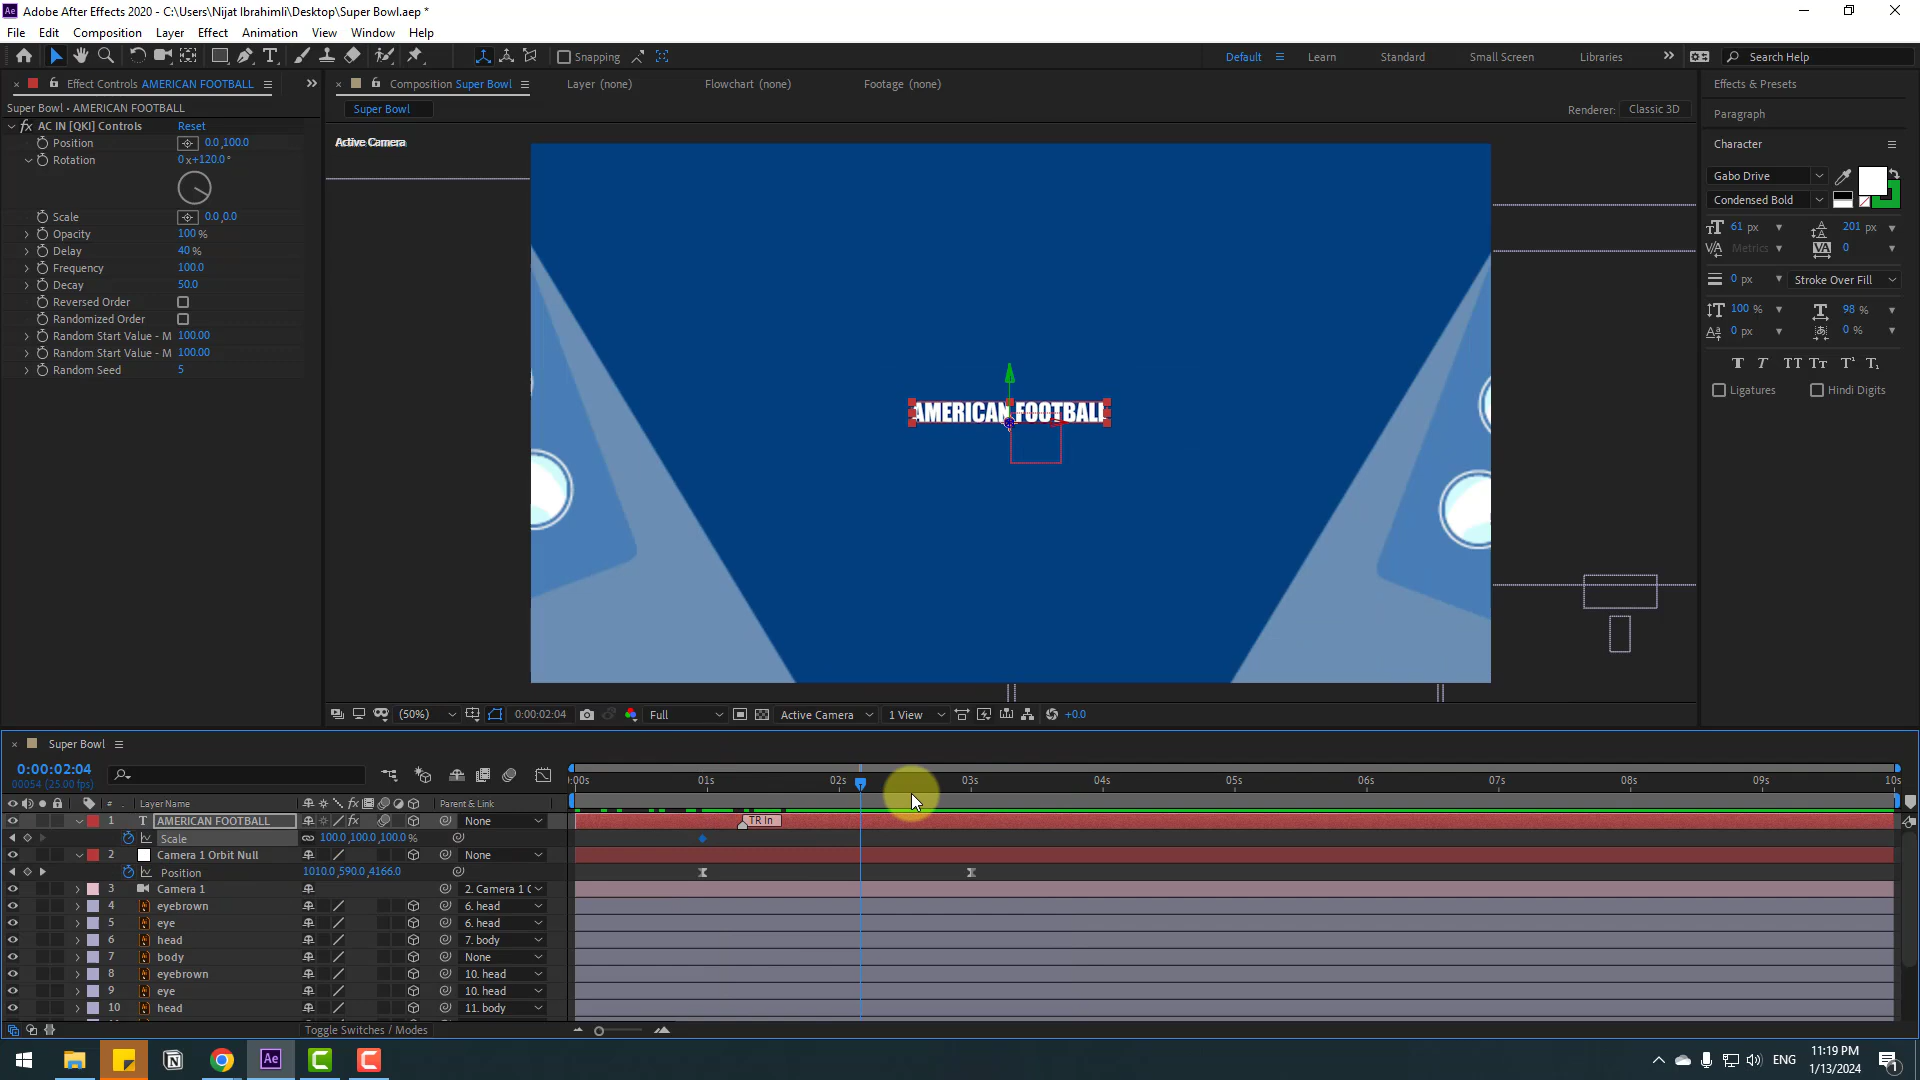 Adobe After Effects 2020 - C:\Users\Nijat Ibrahimli\Desktop\Super Bowl.aep *
File Edit Composition Layer Effect Animation View Window Help
Snapping
Default Learn Standard Small Screen Libraries Search Help
Effect Controls AMERICAN FOOTBALL
Composition Super Bowl
Layer (none)
Flowchart (none)
Footage (none)
Effects & Presets
Super Bowl • AMERICAN FOOTBALL
Super Bowl
Renderer: Classic 3D
Paragraph
fx AC IN [QKI] Controls Reset
Position 0.0,100.0
Rotation 0x+120.0°
Scale 0.0,0.0
Opacity 100 %
Delay 40 %
Frequency 100.0
Decay 50.0
Reversed Order
Randomized Order
Random Start Value - M 100.00
Random Start Value - M 100.00
Random Seed 5
Active Camera
AMERICAN FOOTBALL
Character
Gabo Drive
Condensed Bold
61 px 201 px
Metrics 0
0 px Stroke Over Fill
100 % 98 %
0 px 0 %
Ligatures Hindi Digits
(50%) 0:00:02:04 Full Active Camera 1 View +0.0
Super Bowl
0:00:02:04
00054 (25.00 fps)
:00s 01s 02s 03s 04s 05s 06s 07s 08s 09s 10s
# Layer Name Parent & Link
1 T AMERICAN FOOTBALL None
TR In
Scale 100.0,100.0,100.0 %
2 Camera 1 Orbit Null None
Position 1010.0,590.0,4166.0
3 Camera 1 2. Camera 1 O
4 eyebrown 6. head
5 eye 6. head
6 head 7. body
7 body None
8 eyebrown 10. head
9 eye 10. head
10 head 11. body
Toggle Switches / Modes
Ae
ENG
11:19 PM
1/13/2024
1